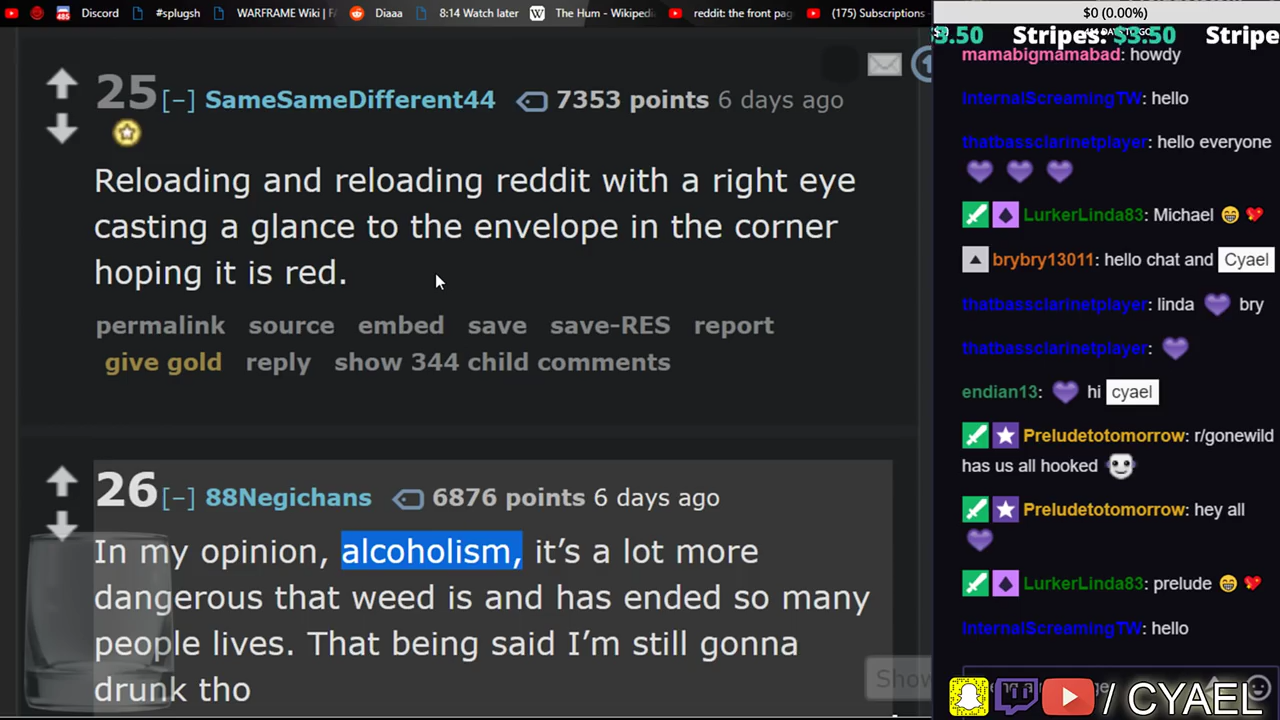 Discord
#splugsh
WARFRAME Wiki | FA
Diaaa
8:14 Watch later
The Hum - Wikipedi
reddit: the front pag
(175) Subscriptions -
25 [–] SameSameDifferent44 7353 points 6 days ago
Reloading and reloading reddit with a right eye
casting a glance to the envelope in the corner
hoping it is red.
permalink source embed save save-RES report
give gold reply show 344 child comments
26 [–] 88Negichans 6876 points 6 days ago
In my opinion, alcoholism, it’s a lot more
dangerous that weed is and has ended so many
people lives. That being said I’m still gonna
drunk tho
Show
$0 (0.00%)
3.50 Stripes: $3.50 Stripe
mamabigmamabad: howdy
InternalScreamingTW: hello
thatbassclarinetplayer: hello everyone
LurkerLinda83: Michael
brybry13011: hello chat and Cyael
thatbassclarinetplayer: linda bry
thatbassclarinetplayer:
endian13: hi cyael
Preludetotomorrow: r/gonewild
has us all hooked
Preludetotomorrow: hey all
LurkerLinda83: prelude
InternalScreamingTW: hello
/ CYAEL